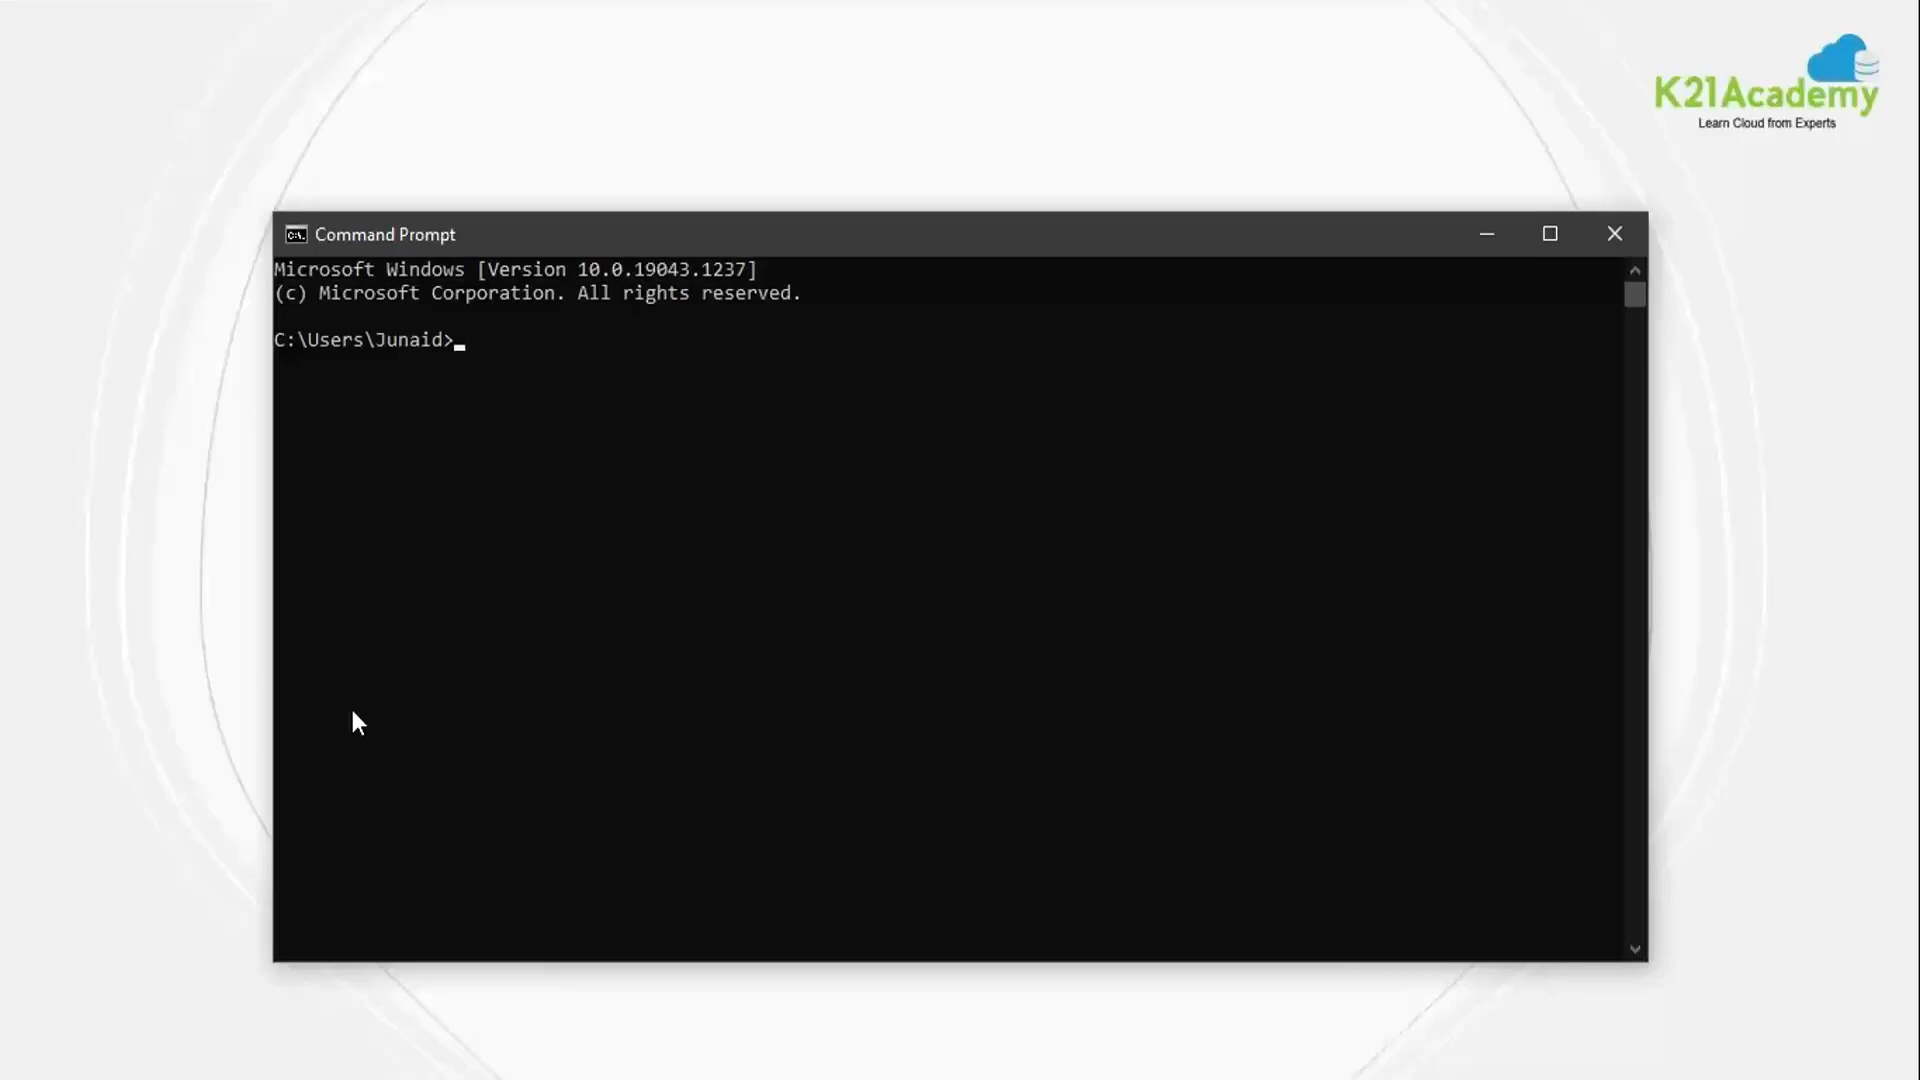 K21Academy
Learn Cloud from Experts
C:\. Command Prompt
Microsoft Windows [Version 10.0.19043.1237]
(c) Microsoft Corporation. All rights reserved.
C:\Users\Junaid>